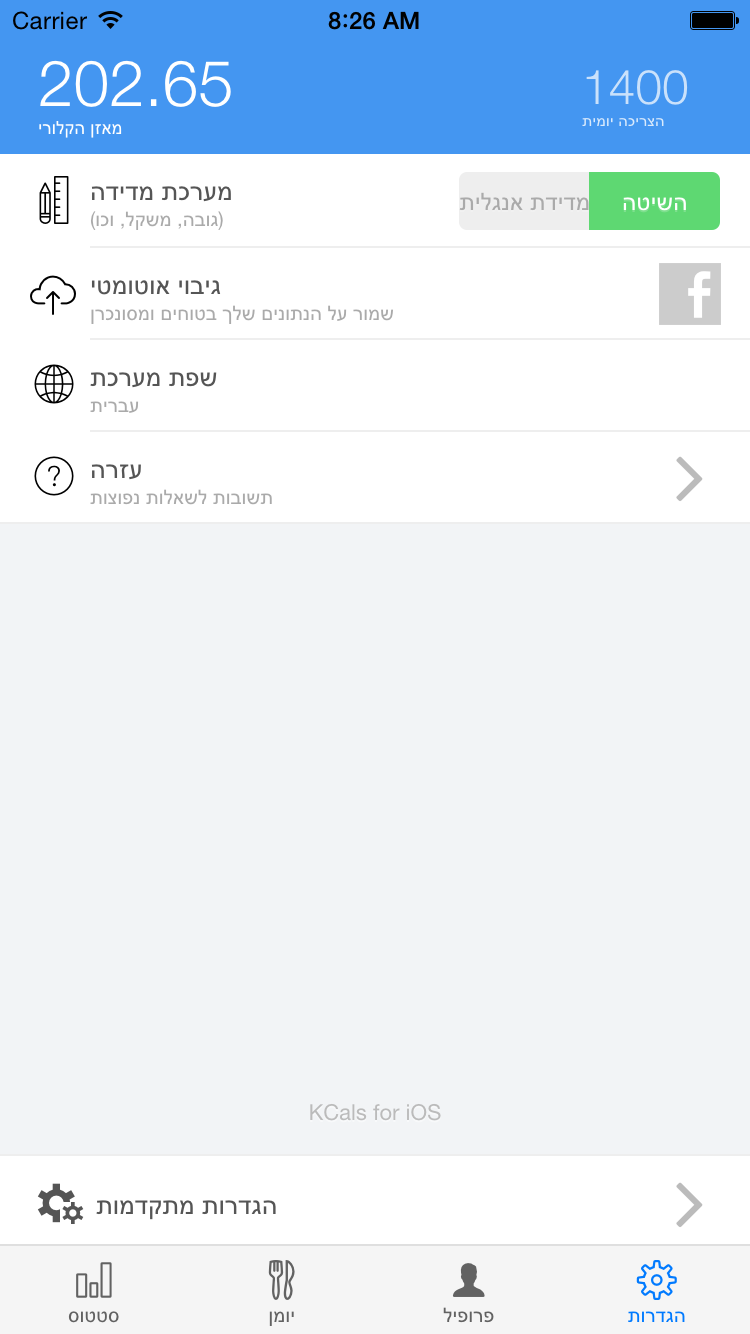 Carrier
8:26 AM
202.65
מאזן הקלורי
1400
הצריכה יומית
מערכת מדידה
(גובה, משקל, וכו)
מדידת אנגלית
השיטה
גיבוי אוטומטי
שמור על הנתונים שלך בטוחים ומסונכרן
f
שפת מערכת
עברית
?
עזרה
תשובות לשאלות נפוצות
KCals for iOS
הגדרות מתקדמות
סטטוס
יומן
פרופיל
הגדרות